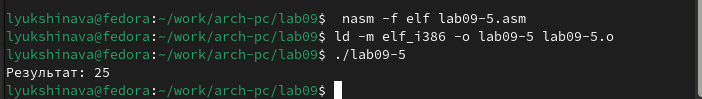 lyukshinava@fedora:~/work/arch-pc/lab09$  nasm -f elf lab09-5.asm
lyukshinava@fedora:~/work/arch-pc/lab09$ ld -m elf_i386 -o lab09-5 lab09-5.o
lyukshinava@fedora:~/work/arch-pc/lab09$ ./lab09-5
Результат: 25
lyukshinava@fedora:~/work/arch-pc/lab09$